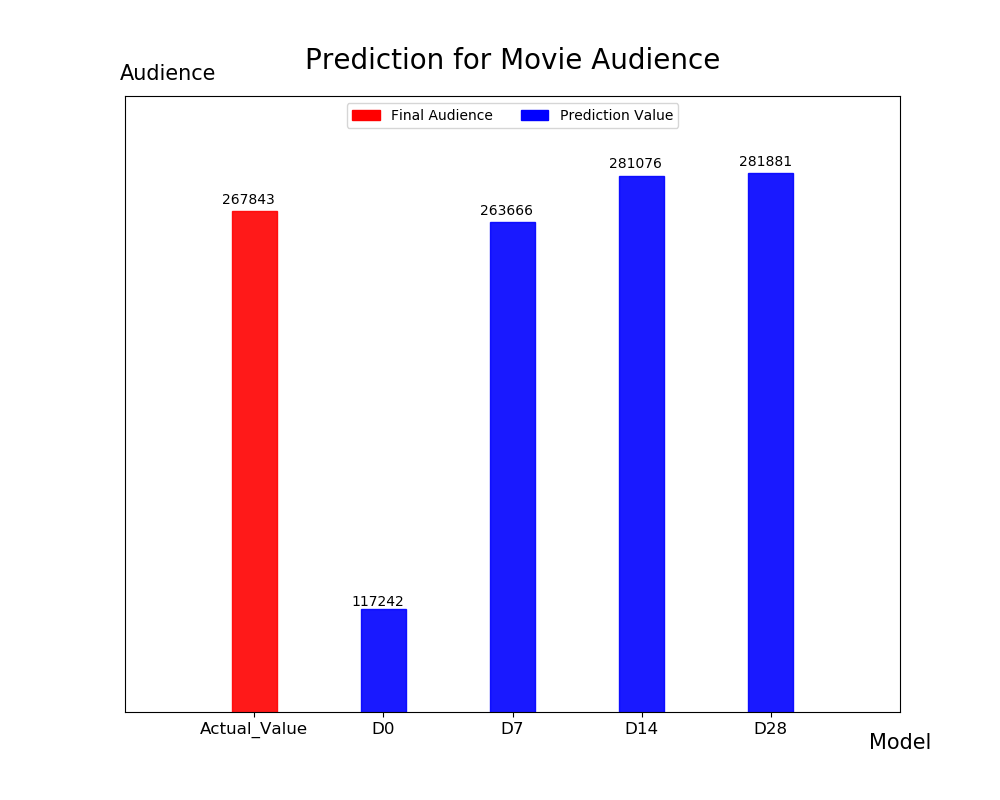 Prediction for Movie Audience
Audience
Final Audience Prediction Value
267843
117242
263666
281076
281881
Actual_Value D0 D7 D14 D28
Model